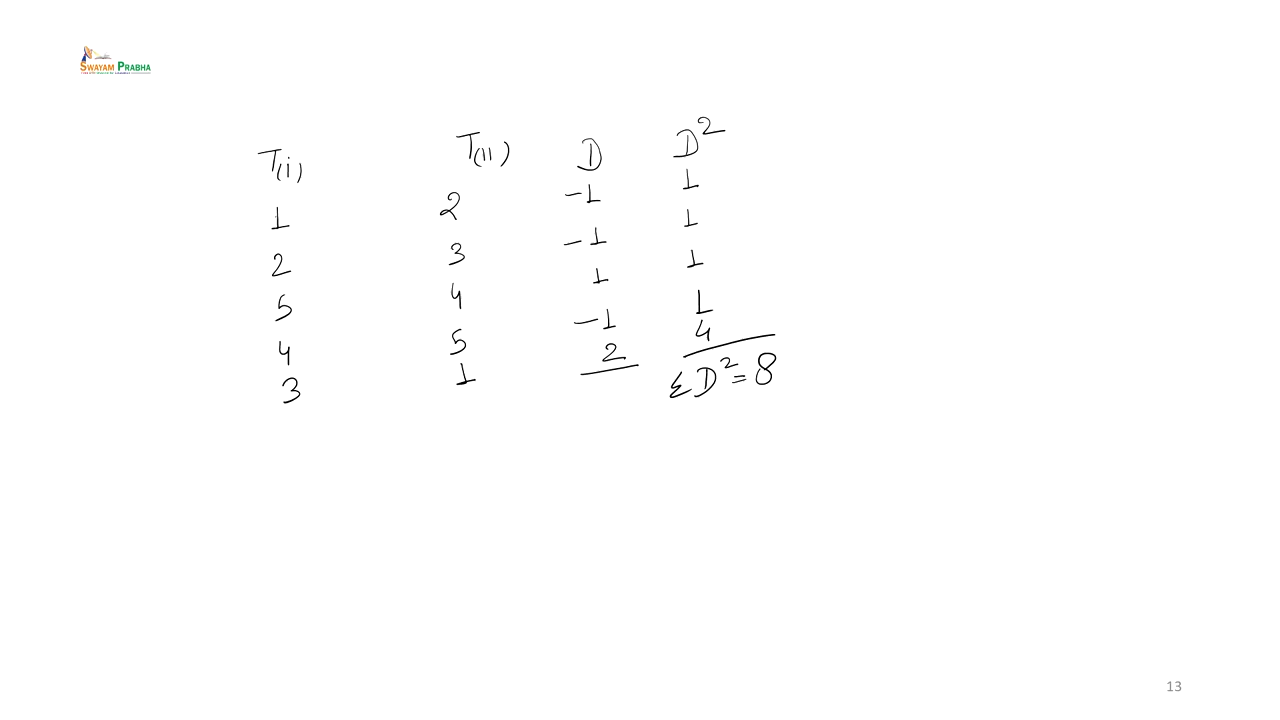 SWAYAM PRABHA
T(i) T(II) D D²
1 2 -1 1
2 3 -1 1
5 4 1 1
4 5 -1 1
3 1 2 4
ΣD² = 8
13